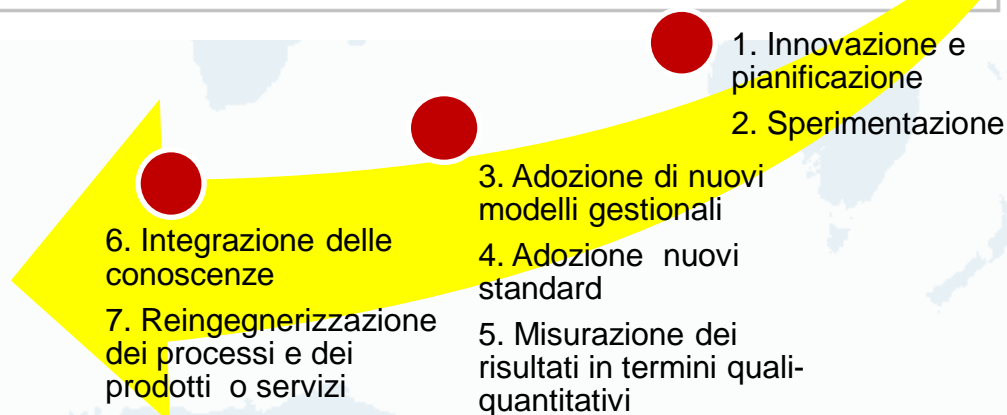 1. Innovazione e
pianificazione
2. Sperimentazione
3. Adozione di nuovi
modelli gestionali
4. Adozione nuovi
standard
5. Misurazione dei
risultati in termini quali-
quantitativi
6. Integrazione delle
conoscenze
7. Reingegnerizzazione
dei processi e dei
prodotti o servizi